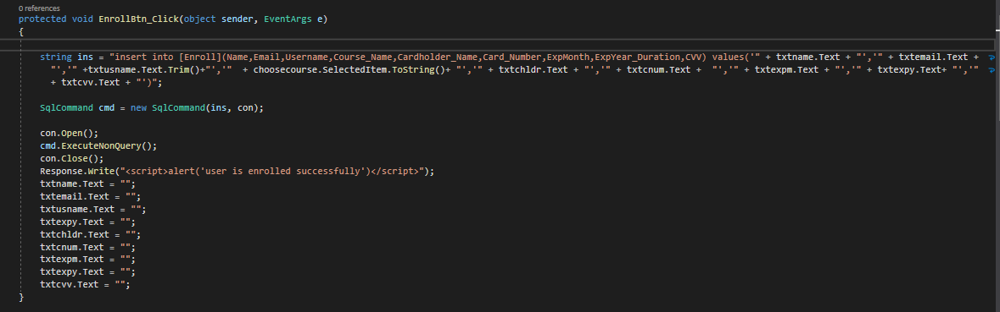 0 references
protected void EnrollBtn_Click(object sender, EventArgs e)
{
string ins = "insert into [Enroll](Name,Email,Username,Course_Name,Cardholder_Name,Card_Number,ExpMonth,ExpYear_Duration,CVV) values('" + txtname.Text + "','" + txtemail.Text +
"','" +txtusname.Text.Trim()+"','"  + choosecourse.SelectedItem.ToString()+ "','" + txtchldr.Text + "','" + txtcnum.Text +  "','" + txtexpm.Text + "','" + txtexpy.Text+ "','"
+ txtcvv.Text + "')";
SqlCommand cmd = new SqlCommand(ins, con);
con.Open();
cmd.ExecuteNonQuery();
con.Close();
Response.Write("<script>alert('user is enrolled successfully')</script>");
txtname.Text = "";
txtemail.Text = "";
txtusname.Text = "";
txtexpy.Text = "";
txtchldr.Text = "";
txtcnum.Text = "";
txtexpm.Text = "";
txtexpy.Text = "";
txtcvv.Text = "";
}